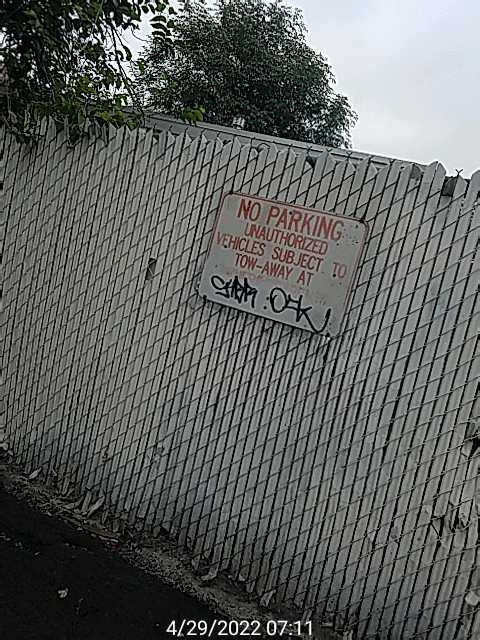 NO PARKING
UNAUTHORIZED
VEHICLES SUBJECT TO
TOW-AWAY AT
4/29/2022 07:11